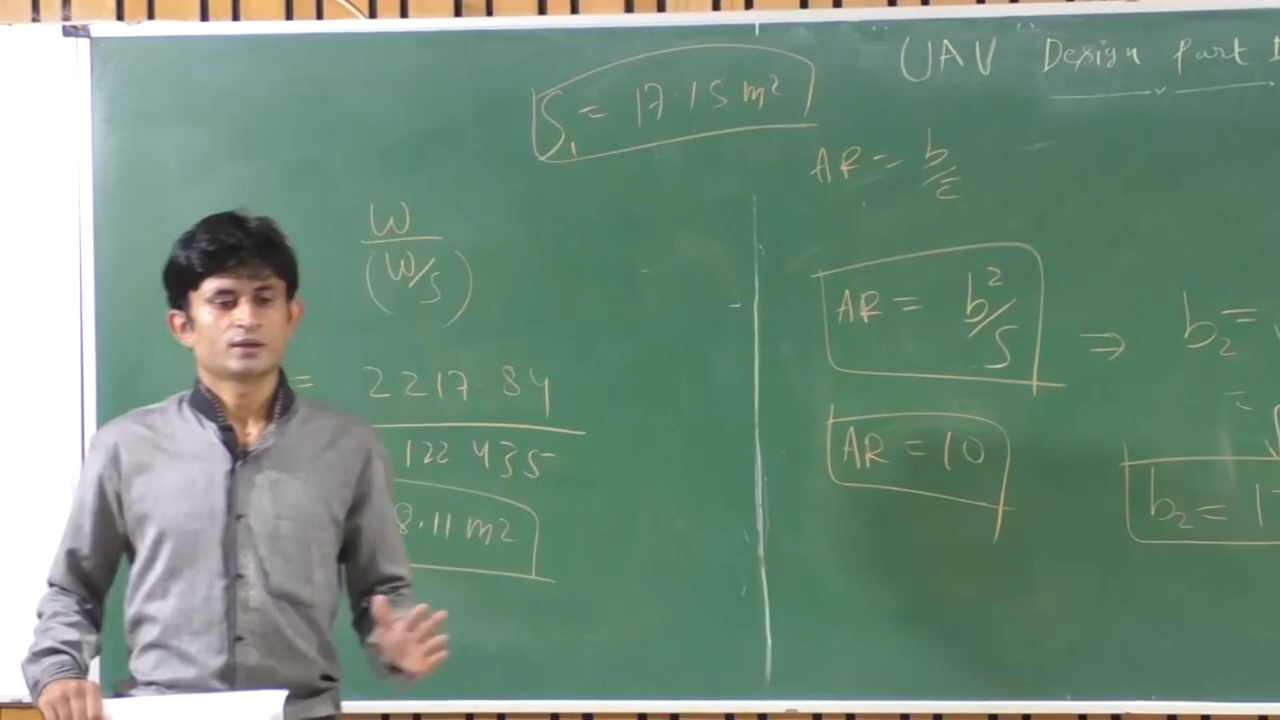 "UAV" Design Part
S₁ = 17.15 m²
AR = b/c̄
W
(W/S)
= 2217.84
122.435
8.11 m²
AR = b²/S ⇒ b₂ =
AR = 10
=
b₂ = 1